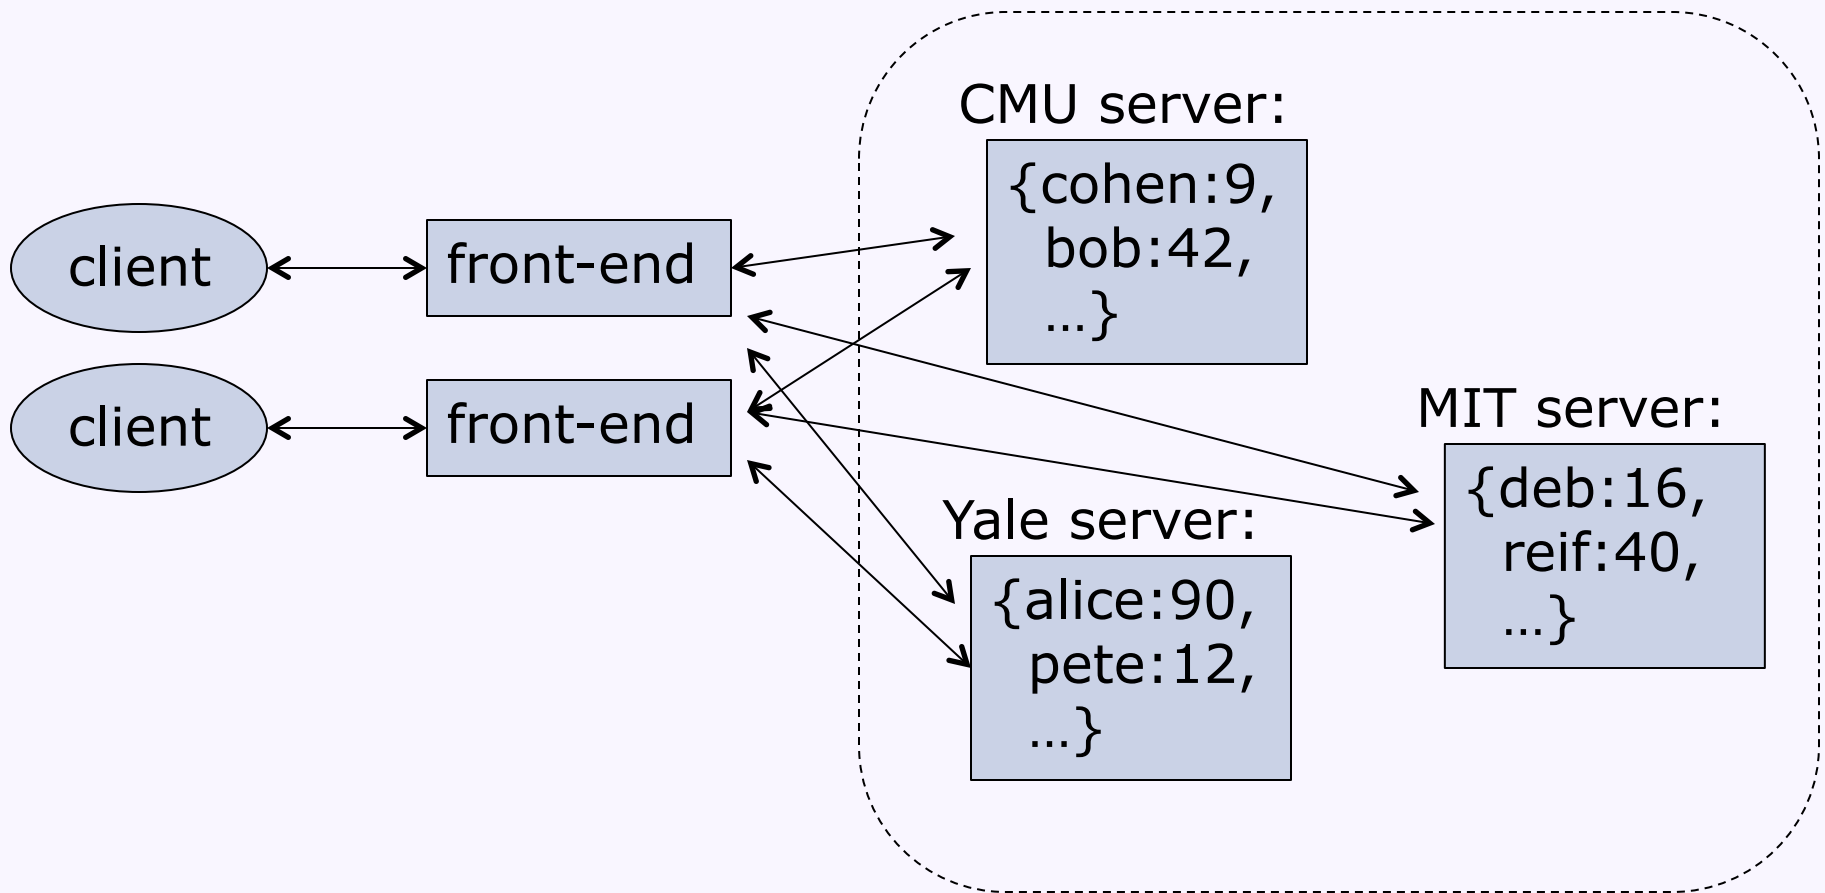 CMU server:
{cohen:9,
bob:42,
…}
client
front-end
client
front-end
MIT server:
{deb:16,
reif:40,
…}
Yale server:
{alice:90,
pete:12,
…}